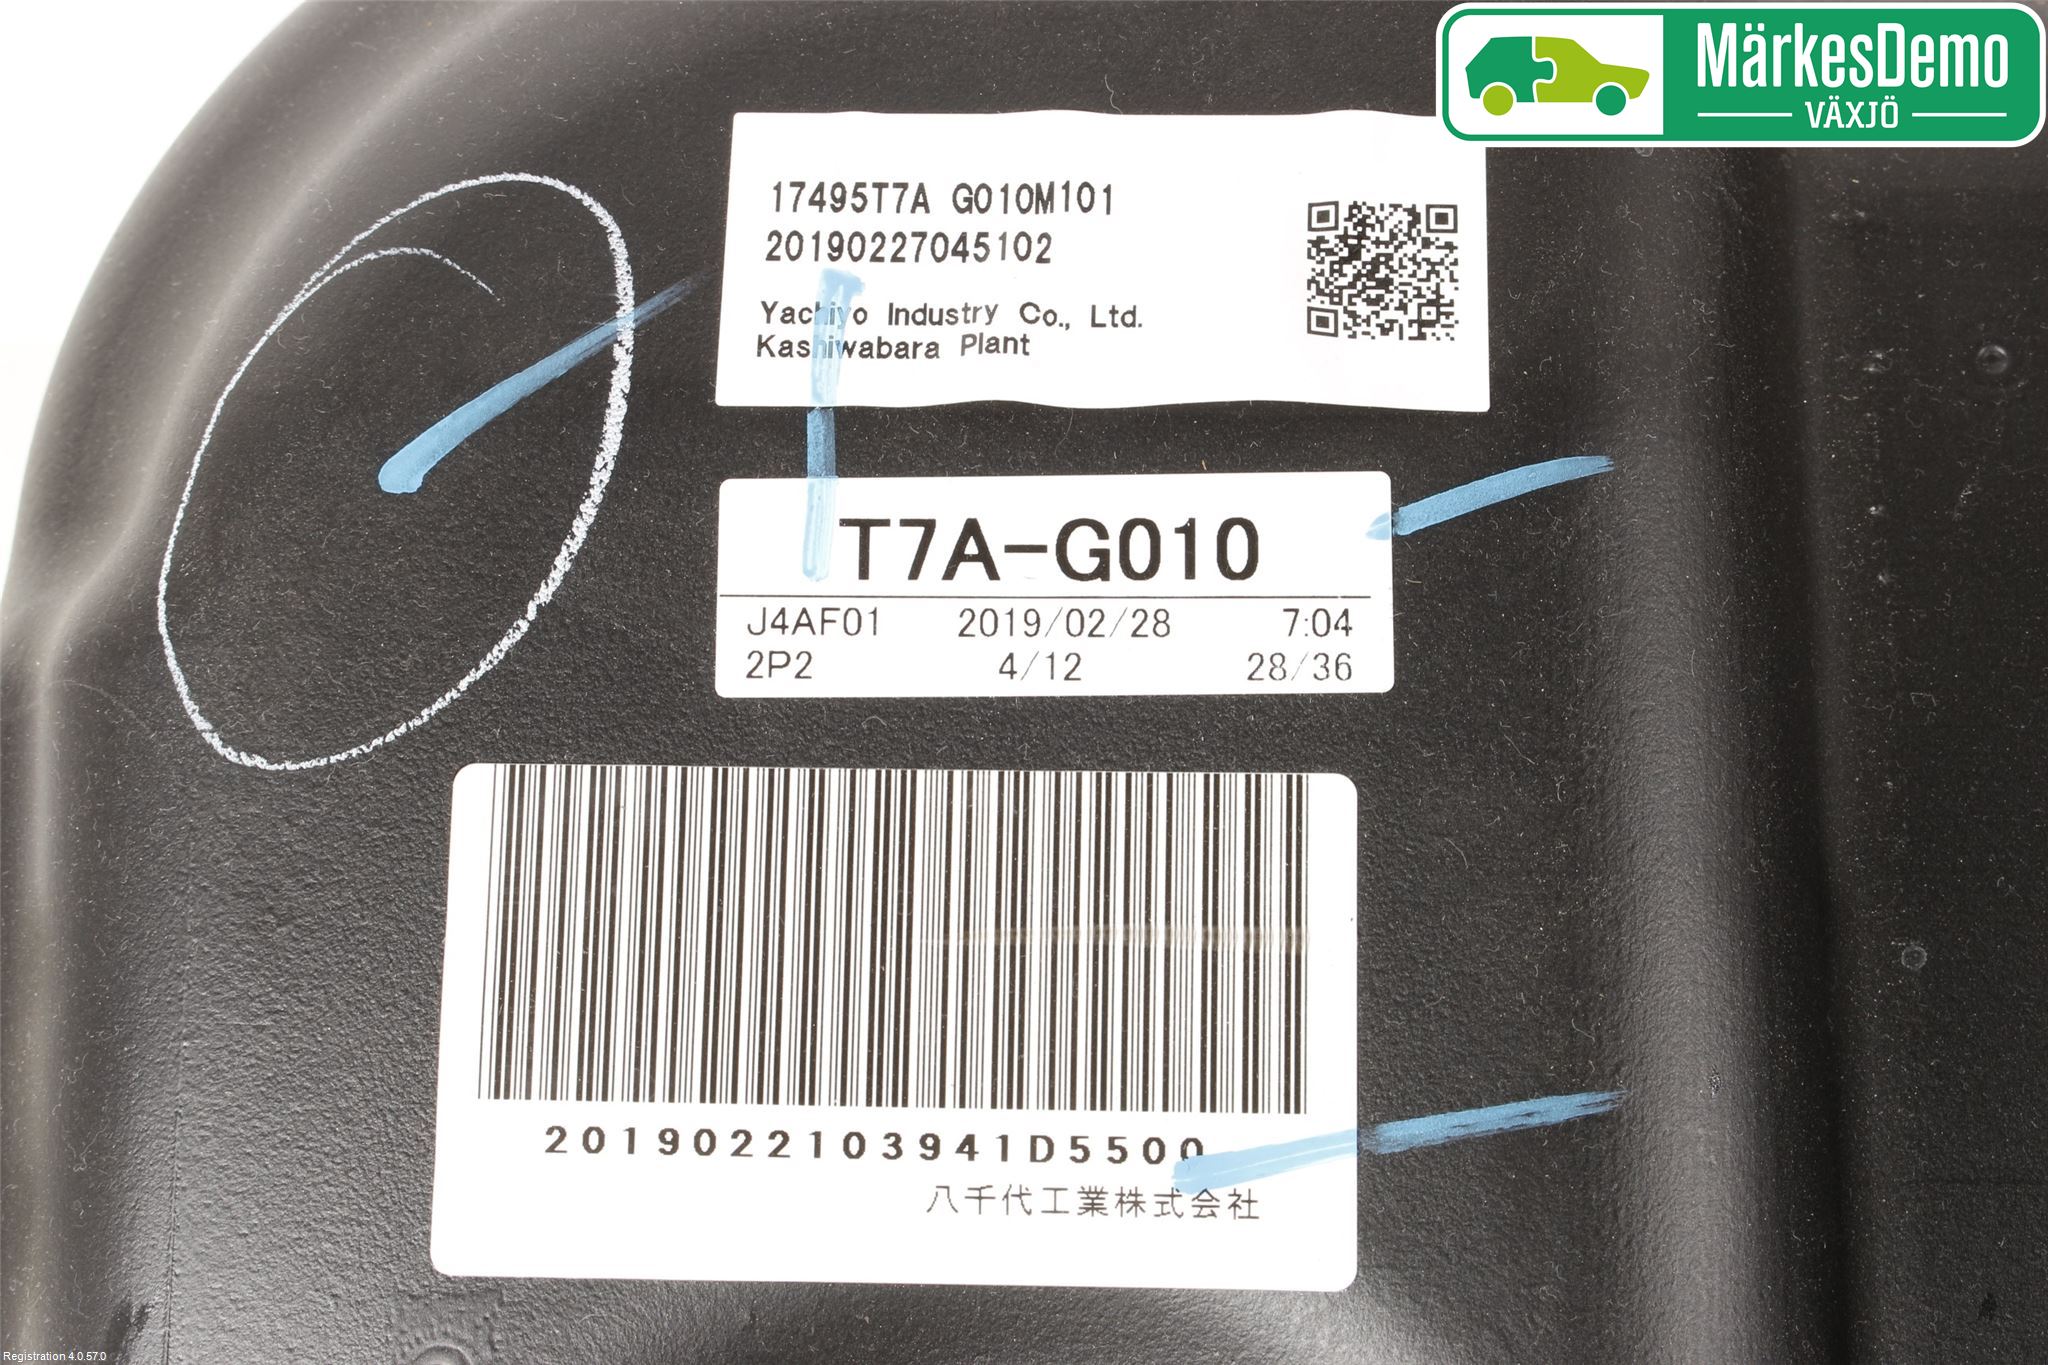 MärkesDemo
VÄXJÖ
17495T7A G010M101
20190227045102
Yachiyo Industry Co., Ltd.
Kashiwabara Plant
T7A-G010
J4AF01 2019/02/28 7:04
2P2 4/12 28/36
2019022103941D5500
八千代工業株式会社
Registration 4.0.57.0